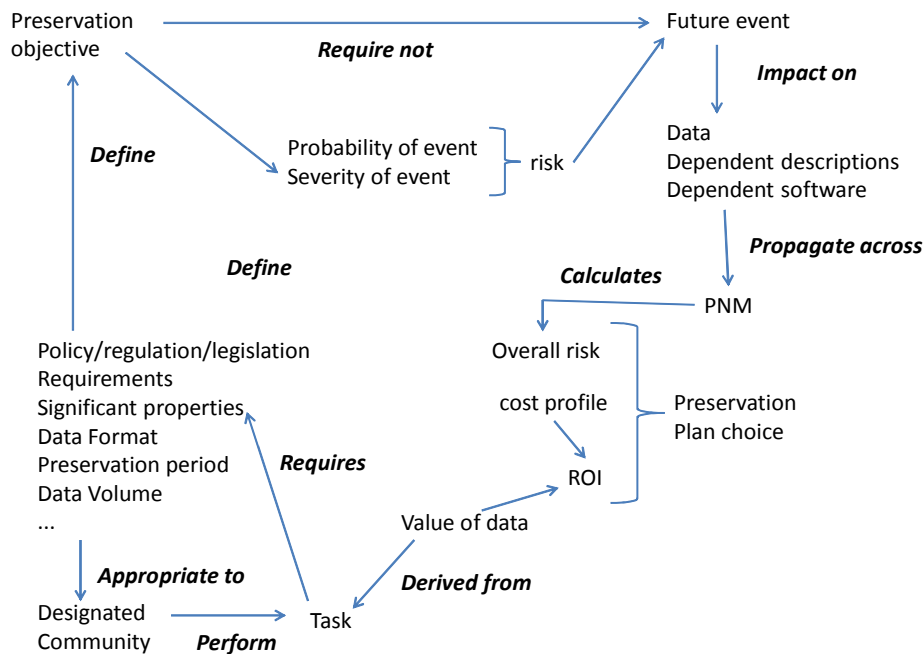 Preservation
objective
Require not
Future event
Impact on
Define
Probability of event
Severity of event
risk
Data
Dependent descriptions
Dependent software
Propagate across
Define
Calculates
PNM
Policy/regulation/legislation
Requirements
Significant properties
Data Format
Preservation period
Data Volume
...
Overall risk
cost profile
ROI
Preservation
Plan choice
Requires
Value of data
Derived from
Appropriate to
Designated
Community
Perform
Task